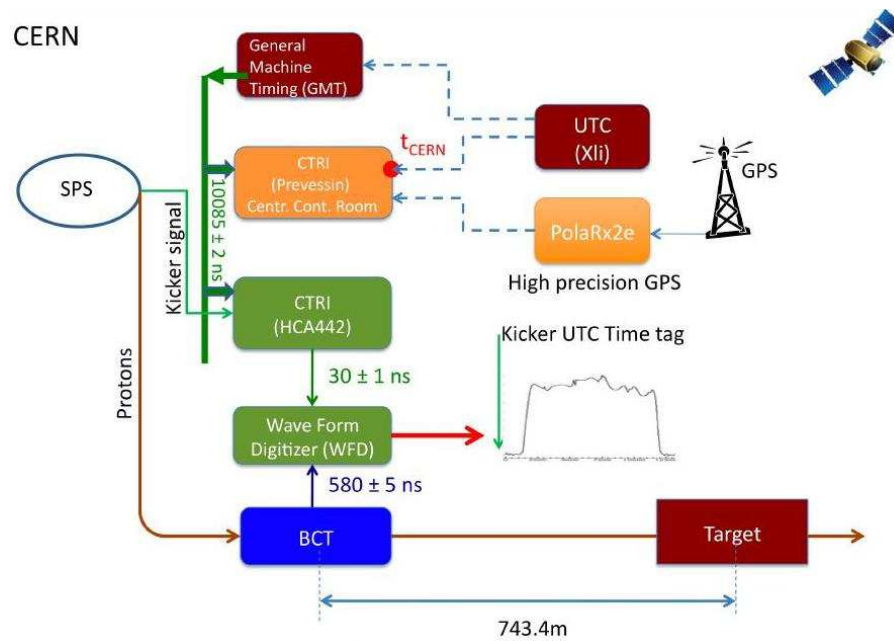 CERN
General
Machine
Timing (GMT)
UTC
(Xli)
GPS
tCERN
CTRI
(Prevessin)
Centr. Cont. Room
SPS
10085 ± 2 ns
Kicker signal
PolaRx2e
High precision GPS
CTRI
(HCA442)
Kicker UTC Time tag
30 ± 1 ns
Protons
Wave Form
Digitizer (WFD)
580 ± 5 ns
BCT
Target
743.4m